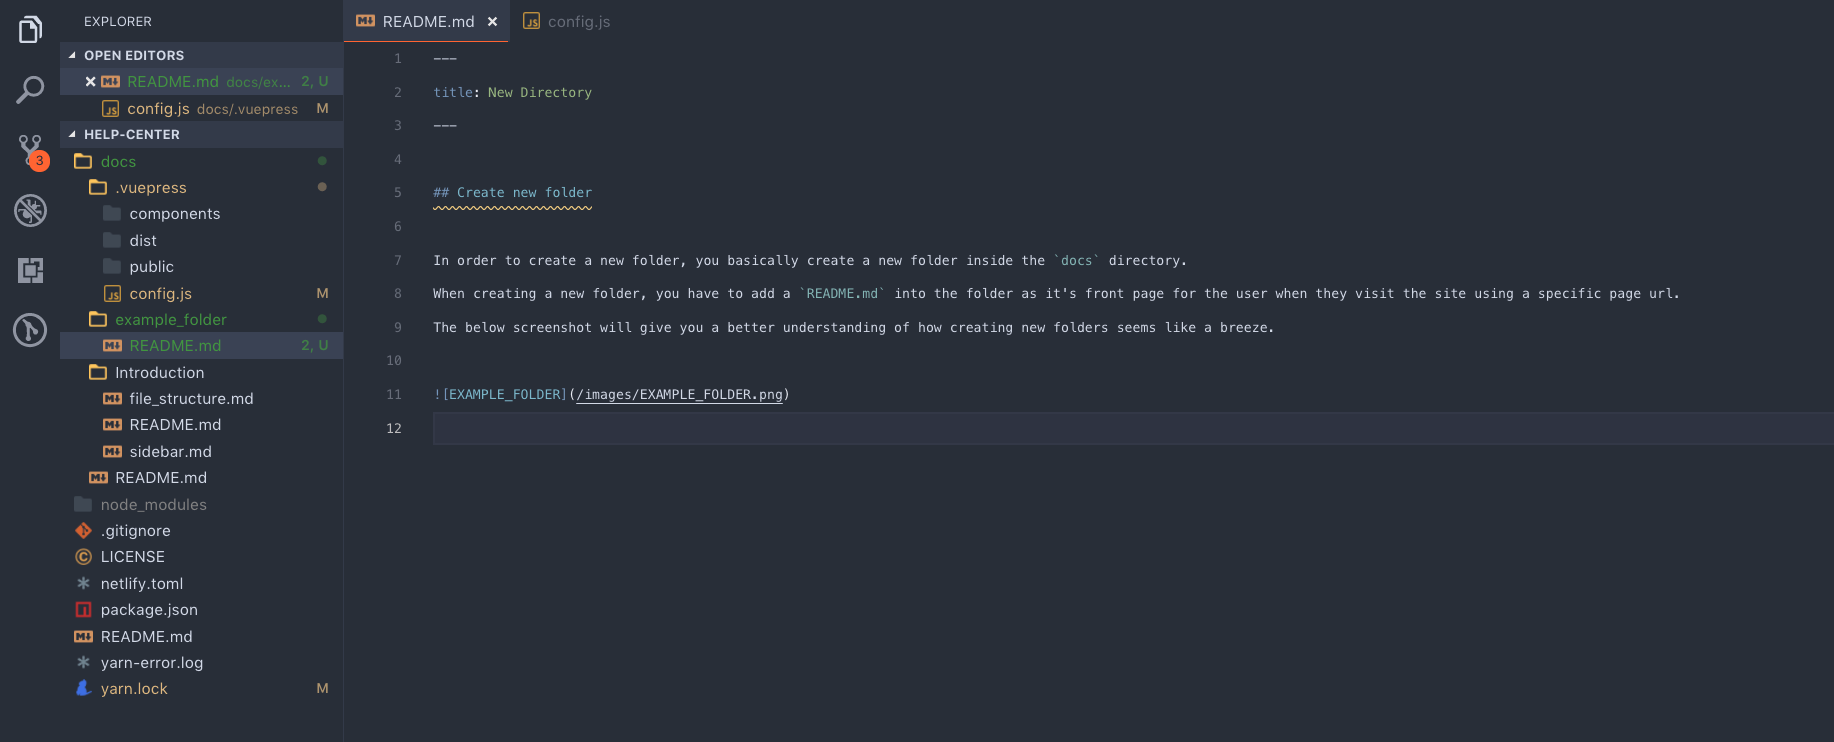 EXPLORER
OPEN EDITORS
README.md docs/ex... 2, U
config.js docs/.vuepress M
HELP-CENTER
3
docs
.vuepress
components
dist
public
config.js M
example_folder
README.md 2, U
Introduction
file_structure.md
README.md
sidebar.md
README.md
node_modules
.gitignore
LICENSE
netlify.toml
package.json
README.md
yarn-error.log
yarn.lock M
README.md config.js
1 ---
2 title: New Directory
3 ---
4
5 ## Create new folder
6
7 In order to create a new folder, you basically create a new folder inside the `docs` directory.
8 When creating a new folder, you have to add a `README.md` into the folder as it's front page for the user when they visit the site using a specific page url.
9 The below screenshot will give you a better understanding of how creating new folders seems like a breeze.
10
11 ![EXAMPLE_FOLDER](/images/EXAMPLE_FOLDER.png)
12